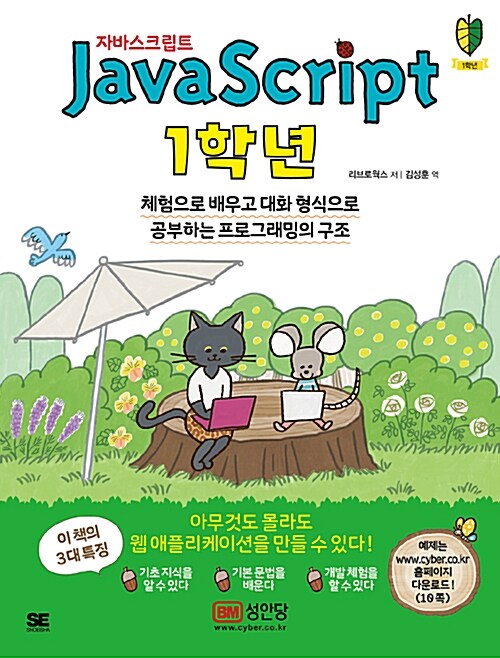 자바스크립트
JavaScript
1학년
1학년
리브로웍스 저 | 김성훈 역
체험으로 배우고 대화 형식으로
공부하는 프로그래밍의 구조
이 책의
3대 특징
아무것도 몰라도
웹 애플리케이션을 만들 수 있다!
기초 지식을
알 수 있다
기본 문법을
배운다
개발 체험을
할 수 있다
예제는
www.cyber.co.kr
홈페이지
다운로드!
(10쪽)
SE
SHOEISHA
BM 성안당
www.cyber.co.kr